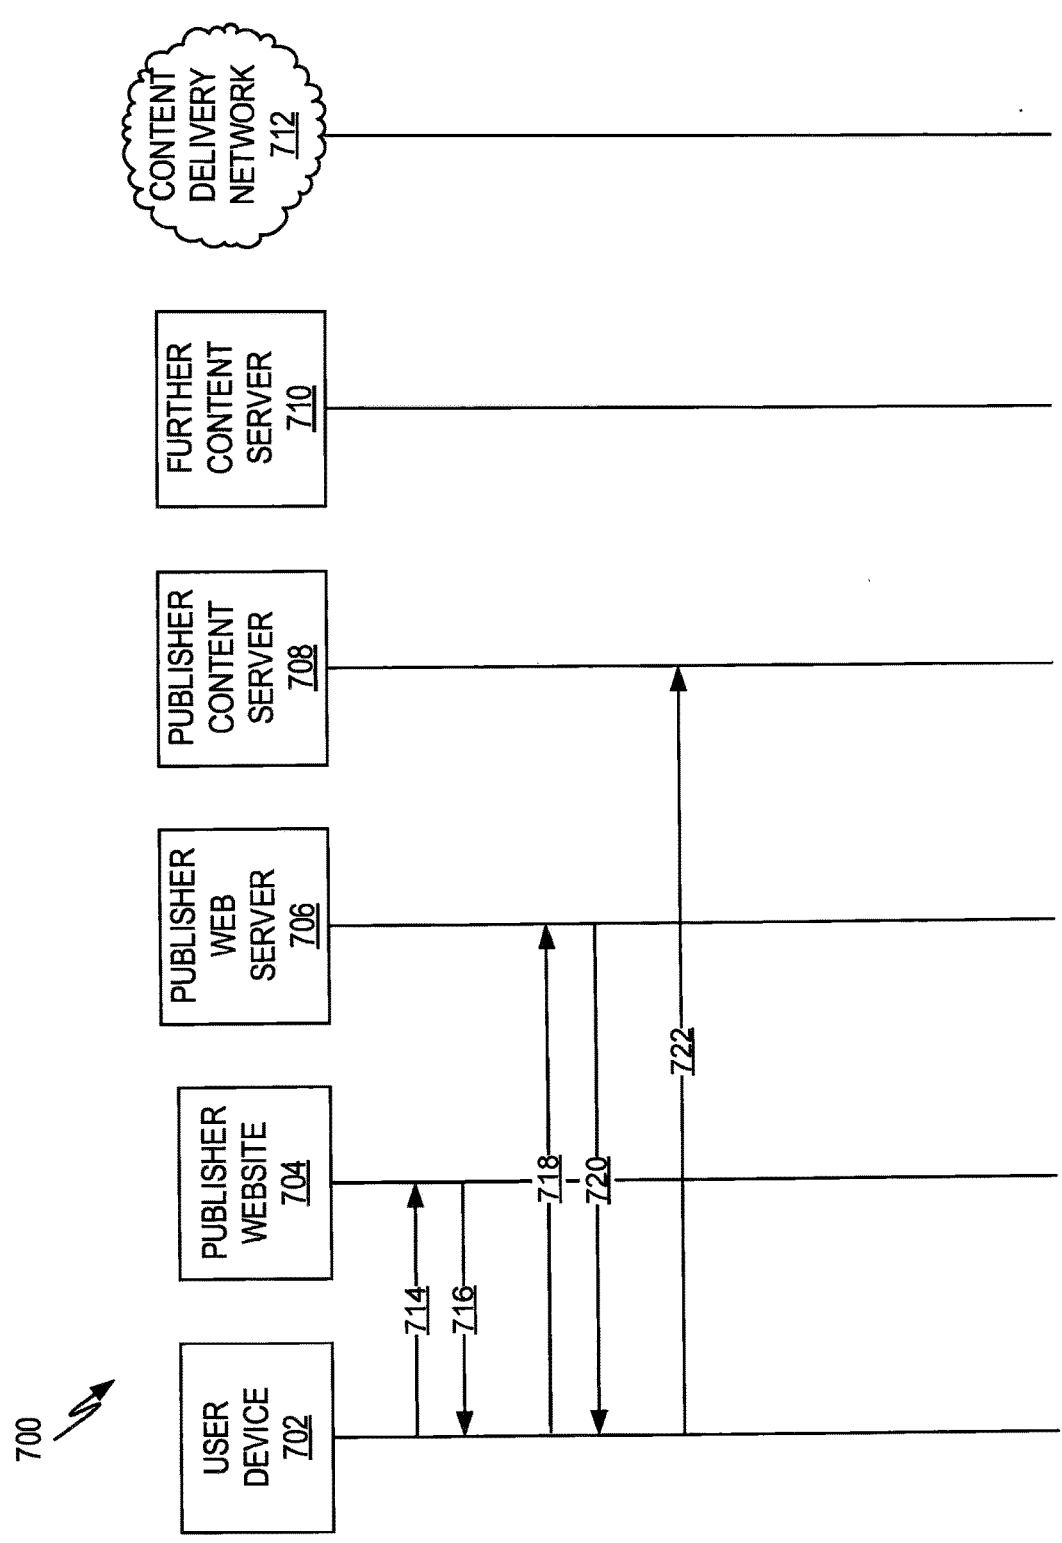 700
USER
DEVICE
702
PUBLISHER
WEBSITE
704
PUBLISHER
WEB
SERVER
706
PUBLISHER
CONTENT
SERVER
708
FURTHER
CONTENT
SERVER
710
CONTENT
DELIVERY
NETWORK
712
714
716
718
720
722